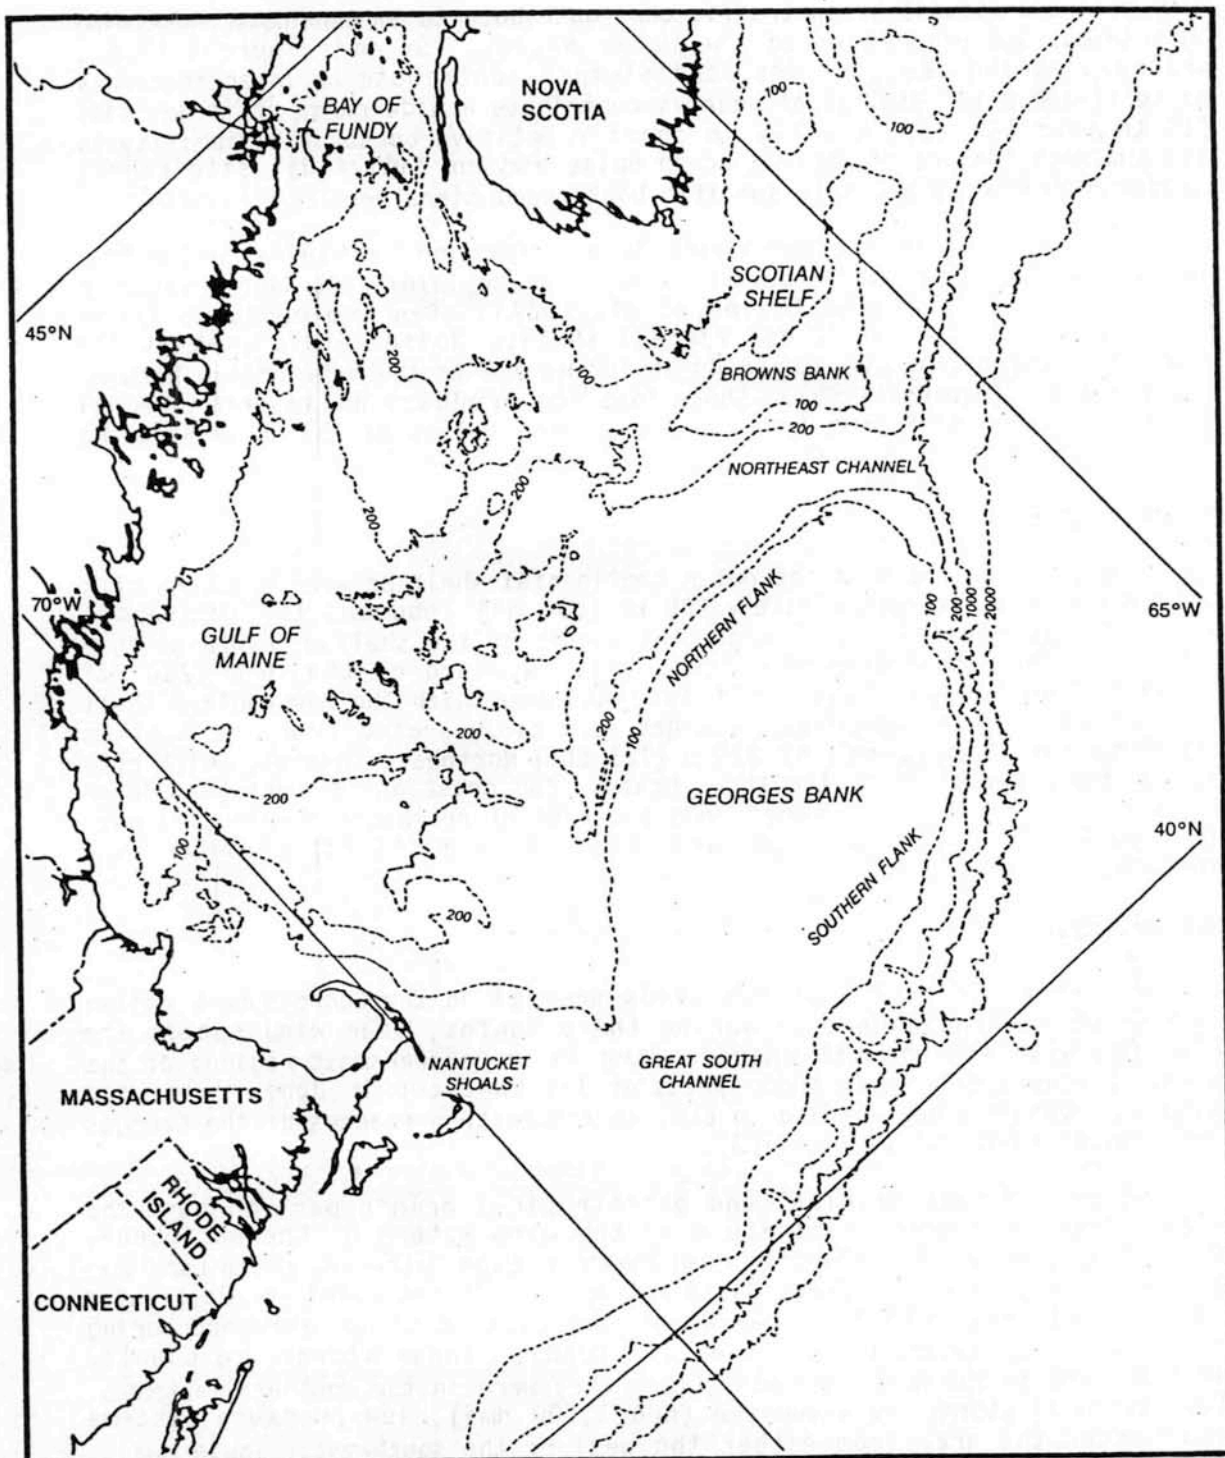 BAY OF
FUNDY
NOVA
SCOTIA
100
100
SCOTIAN
SHELF
45°N
200
100
BROWNS BANK
100
200
NORTHEAST CHANNEL
200
200
70°W
GULF OF
MAINE
NORTHERN FLANK
100
200
1000
2000
65°W
200
200
100
200
GEORGES BANK
40°N
100
SOUTHERN FLANK
200
NANTUCKET
SHOALS
GREAT SOUTH
CHANNEL
MASSACHUSETTS
RHODE
ISLAND
CONNECTICUT